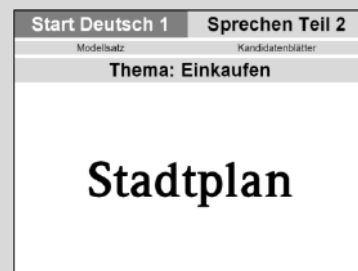 Start Deutsch 1 Sprechen Teil 2
Modellsatz Kandidatenblätter
Thema: Einkaufen
Stadtplan